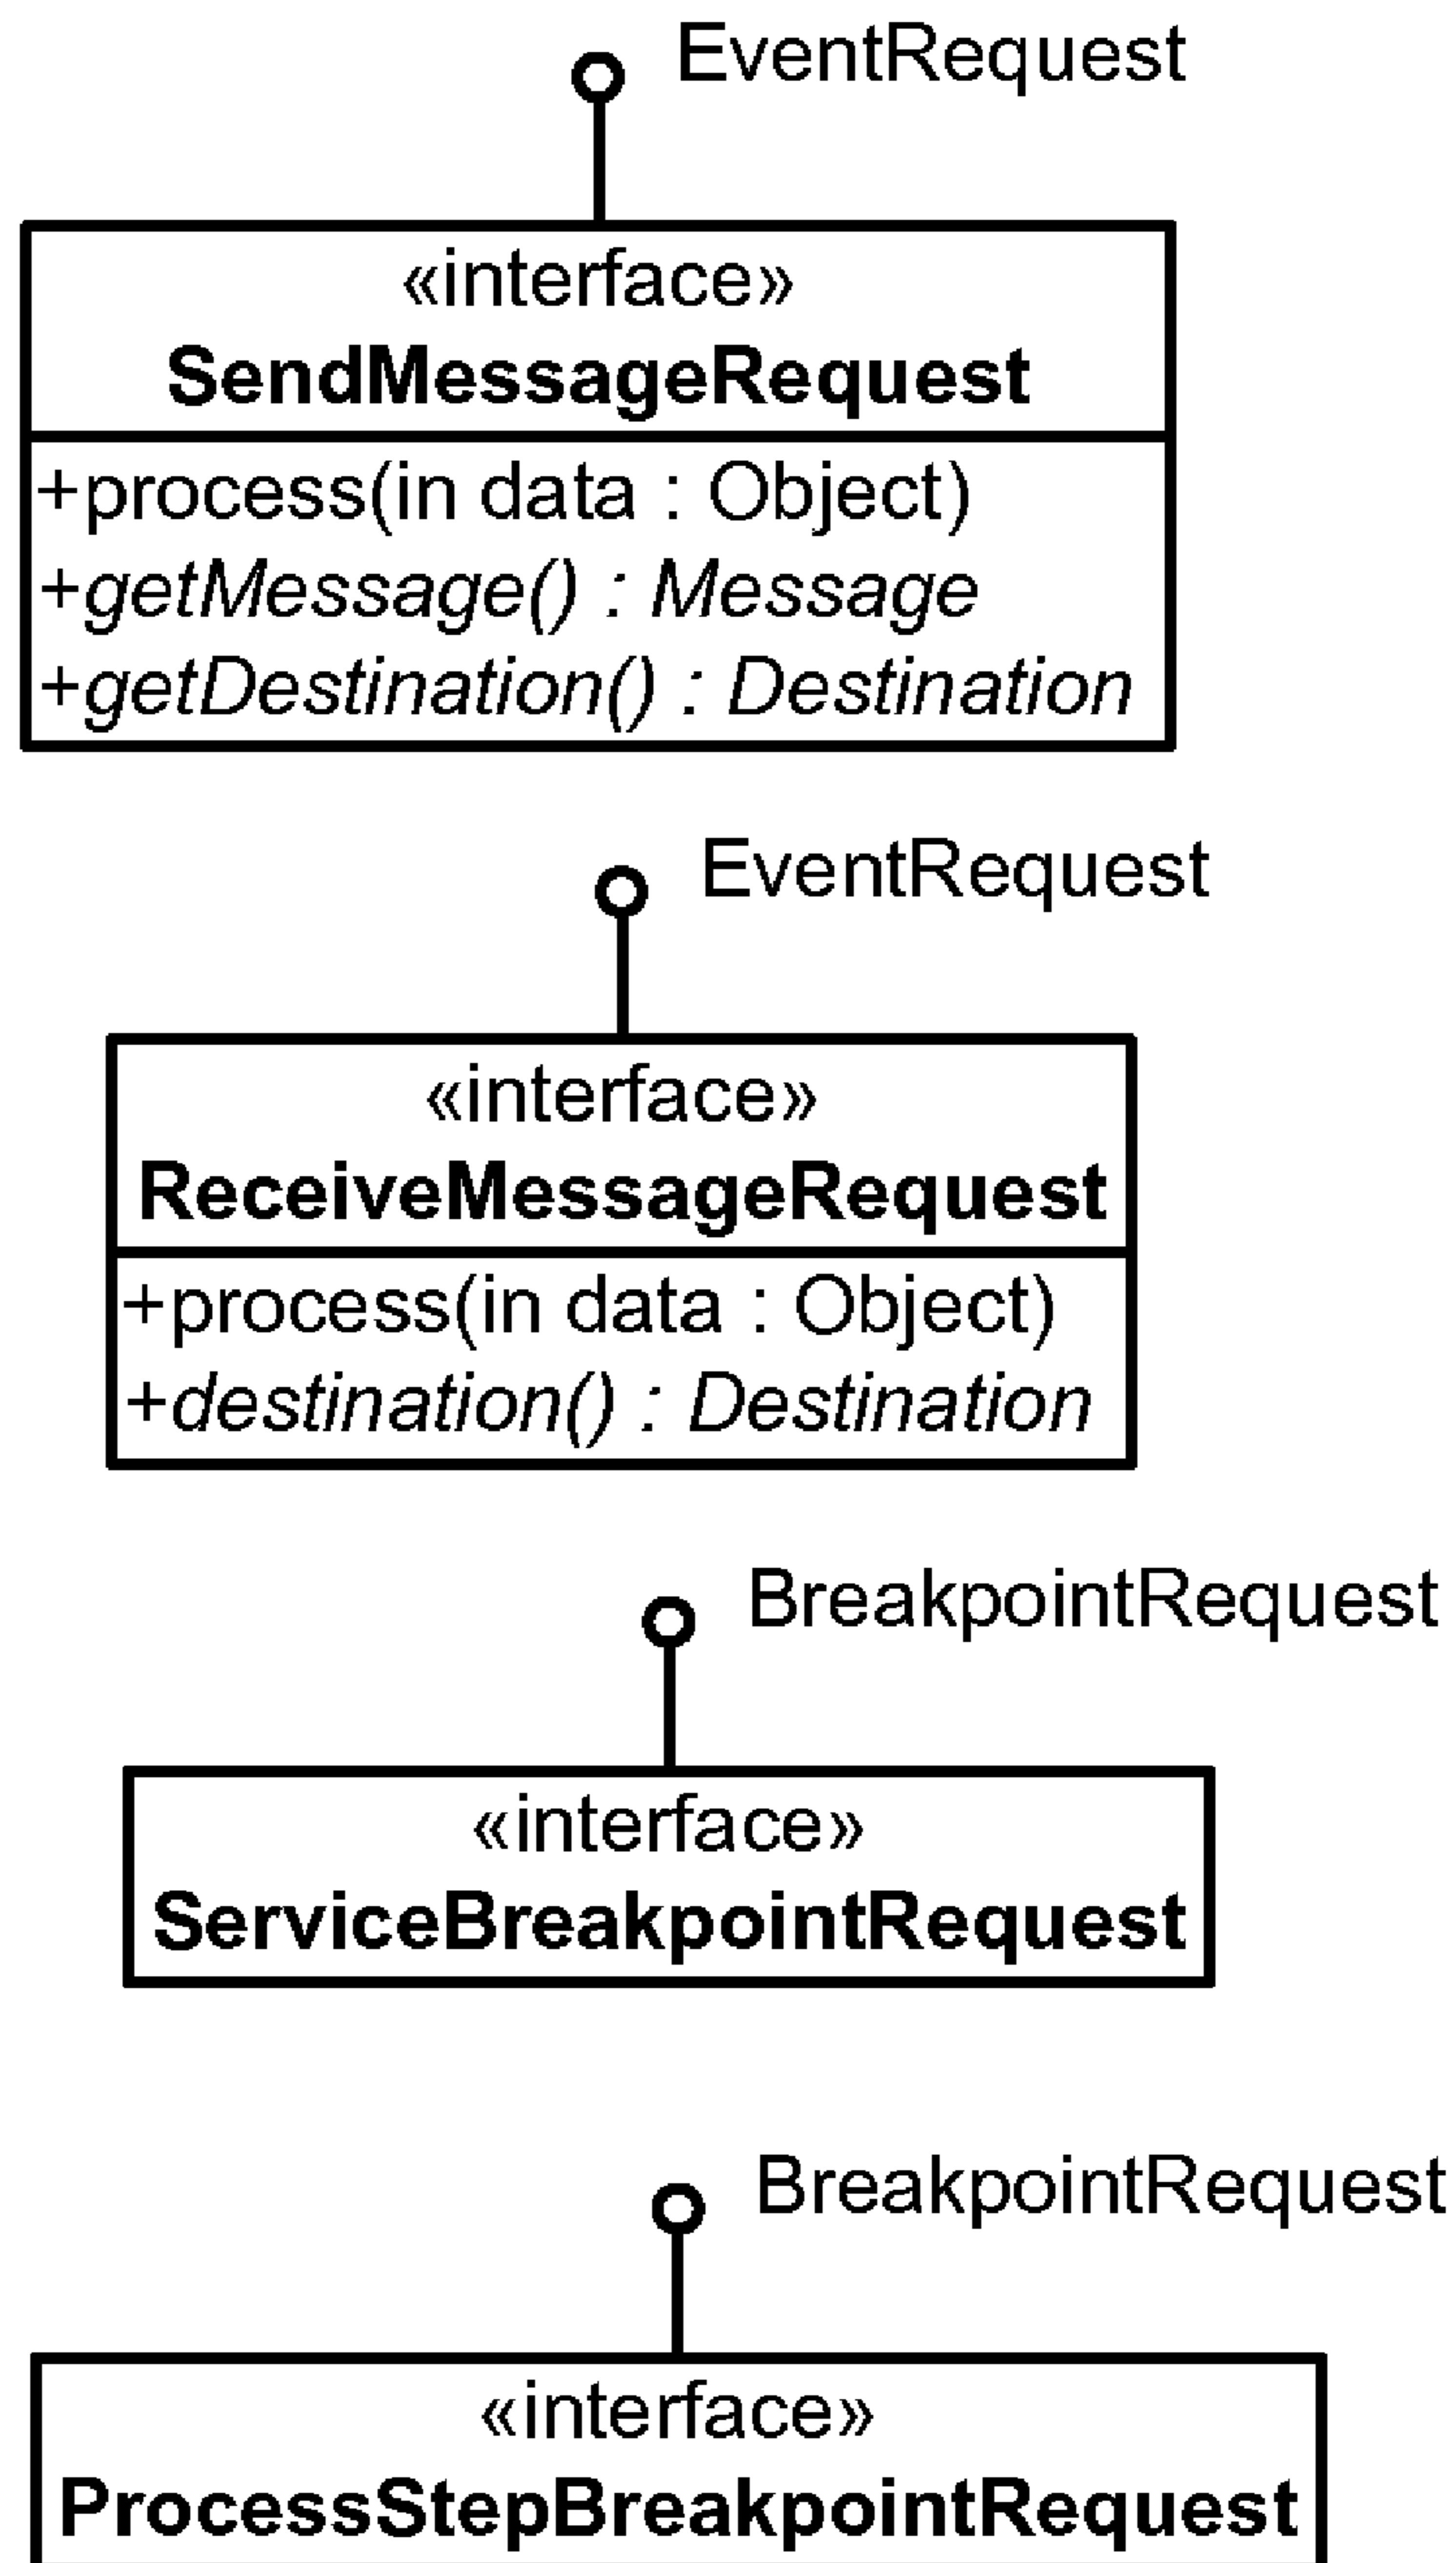 EventRequest
«interface»
SendMessageRequest
+process(in data : Object)
+getMessage() : Message
+getDestination() : Destination
EventRequest
«interface»
ReceiveMessageRequest
+process(in data : Object)
+destination() : Destination
BreakpointRequest
«interface»
ServiceBreakpointRequest
BreakpointRequest
«interface»
ProcessStepBreakpointRequest